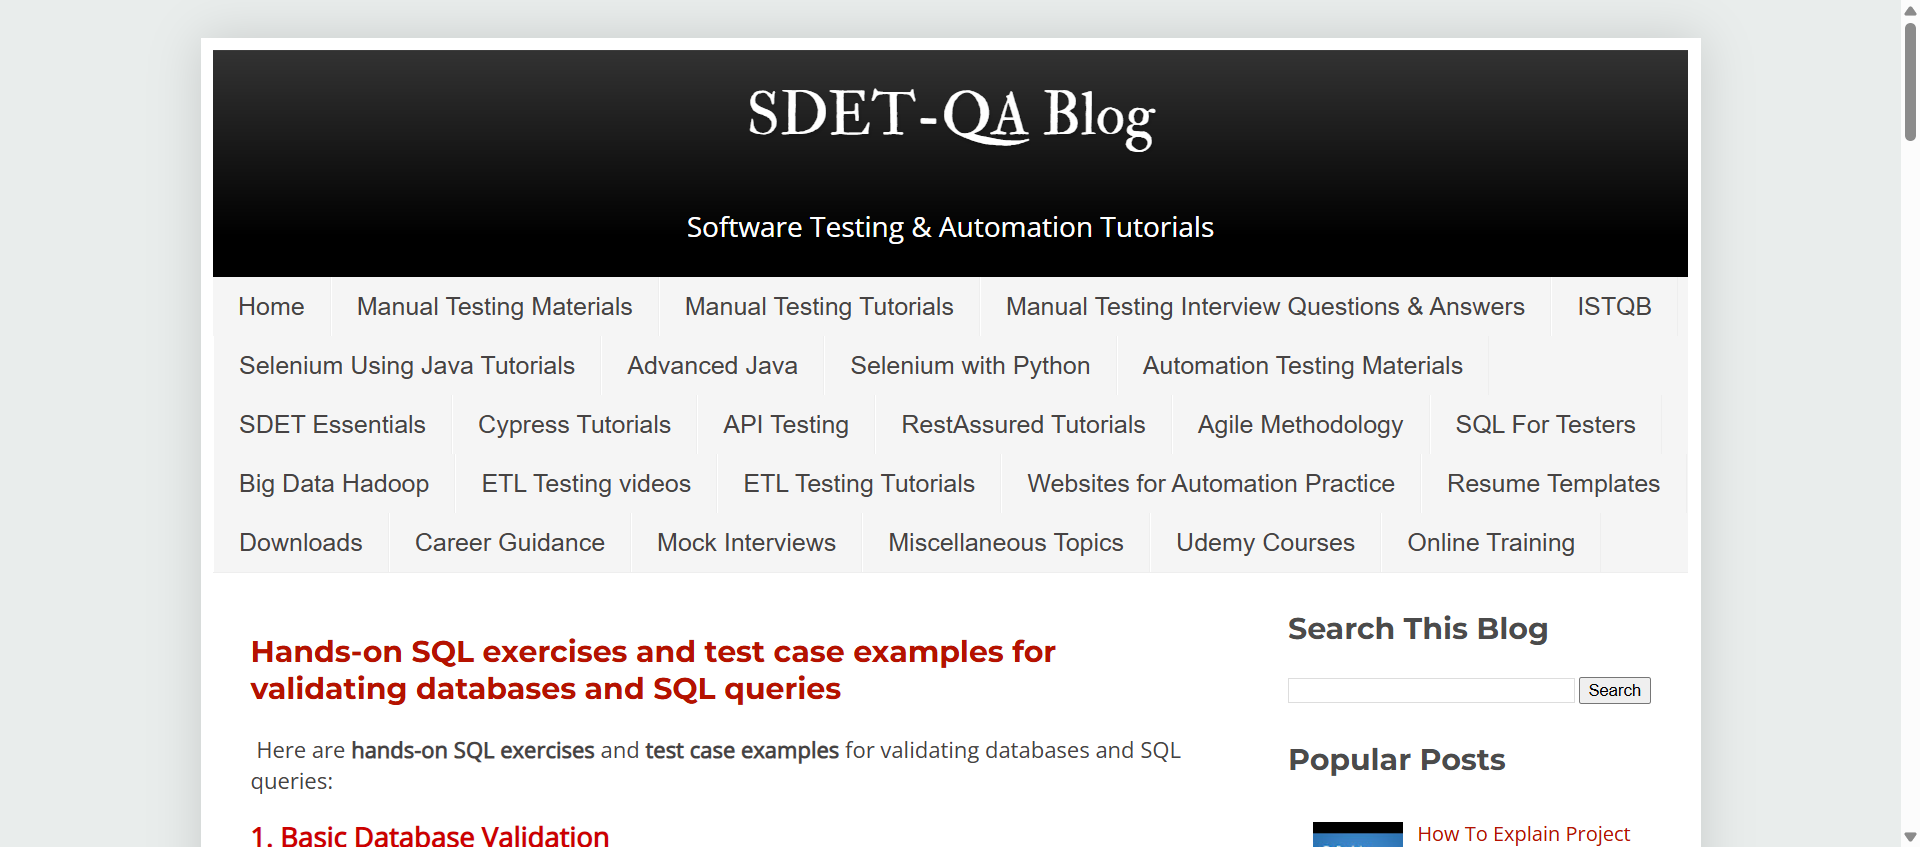 SDET-QA Blog
Software Testing & Automation Tutorials
Home Manual Testing Materials Manual Testing Tutorials Manual Testing Interview Questions & Answers ISTQB
Selenium Using Java Tutorials Advanced Java Selenium with Python Automation Testing Materials
SDET Essentials Cypress Tutorials API Testing RestAssured Tutorials Agile Methodology SQL For Testers
Big Data Hadoop ETL Testing videos ETL Testing Tutorials Websites for Automation Practice Resume Templates
Downloads Career Guidance Mock Interviews Miscellaneous Topics Udemy Courses Online Training
Hands-on SQL exercises and test case examples for
validating databases and SQL queries
Here are hands-on SQL exercises and test case examples for validating databases and SQL
queries:
1. Basic Database Validation
Search This Blog
Search
Popular Posts
How To Explain Project